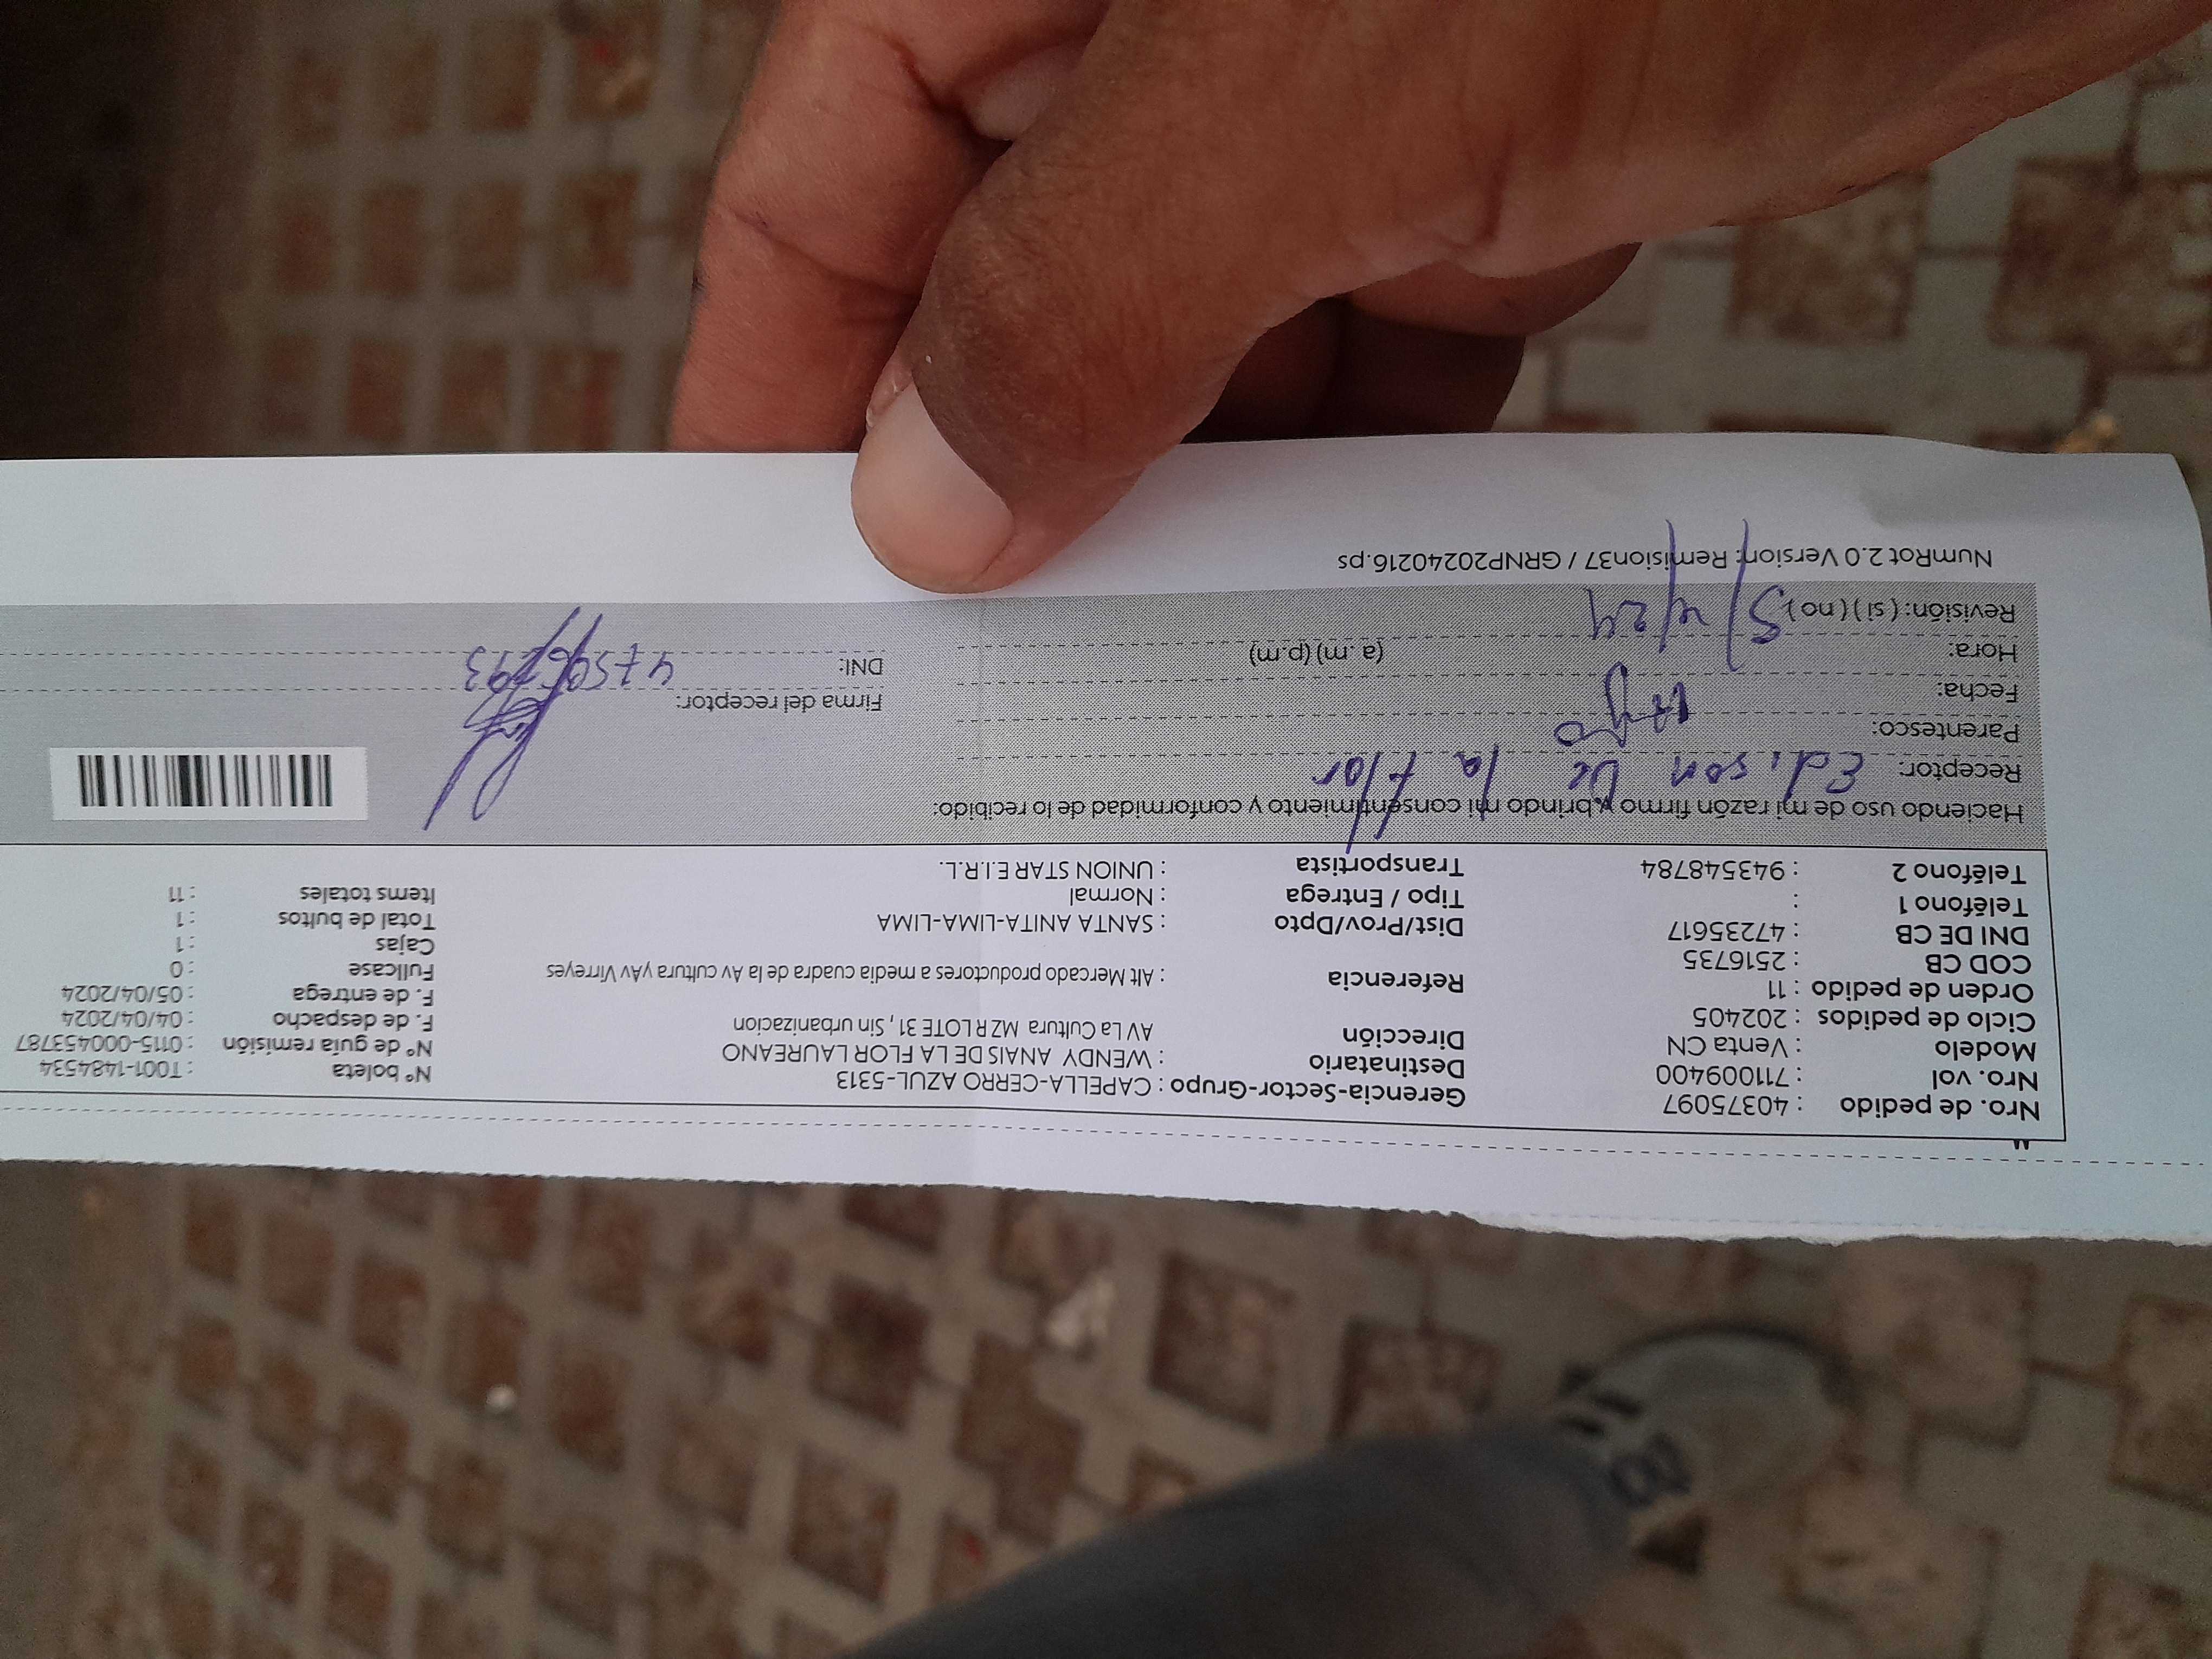 Nro. de pedido : 40375097
Nro. vol : 711009400
Modelo : Venta CN
Ciclo de pedidos : 202405
Orden de pedido : 11
COD CB : 2516735
DNI DE CB : 47235617
Teléfono 1 :
Teléfono 2 : 943548784
Gerencia-Sector-Grupo : CAPELLA-CERRO AZUL-5313
Destinatario : WENDY ANAIS DE LA FLOR LAUREANO
Dirección AV La Cultura MZ R LOTE 31 , Sin urbanizacion
Referencia : Alt Mercado productores a media cuadra de la Av cultura yAv Virreyes
Dist/Prov/Dpto : SANTA ANITA-LIMA-LIMA
Tipo / Entrega : Normal
Transportista : UNION STAR E.I.R.L.
Nº boleta : T001-1484534
Nº de guía remisión : 0115-000453787
F. de despacho : 04/04/2024
F. de entrega : 05/04/2024
Fullcase : 0
Cajas : 1
Total de bultos : 1
Items totales : 11
Haciendo uso de mi razón firmo y brindo mi consentimiento y conformidad de lo recibido:
Receptor: Edison De la Flor
Parentesco:
Fecha:
Hora: (a. m) (p.m)
Revisión: ( si ) ( no ) 5/4/24
Firma del receptor:
DNI:
NumRot 2.0 Version: Remision37 / GRNP20240216.ps